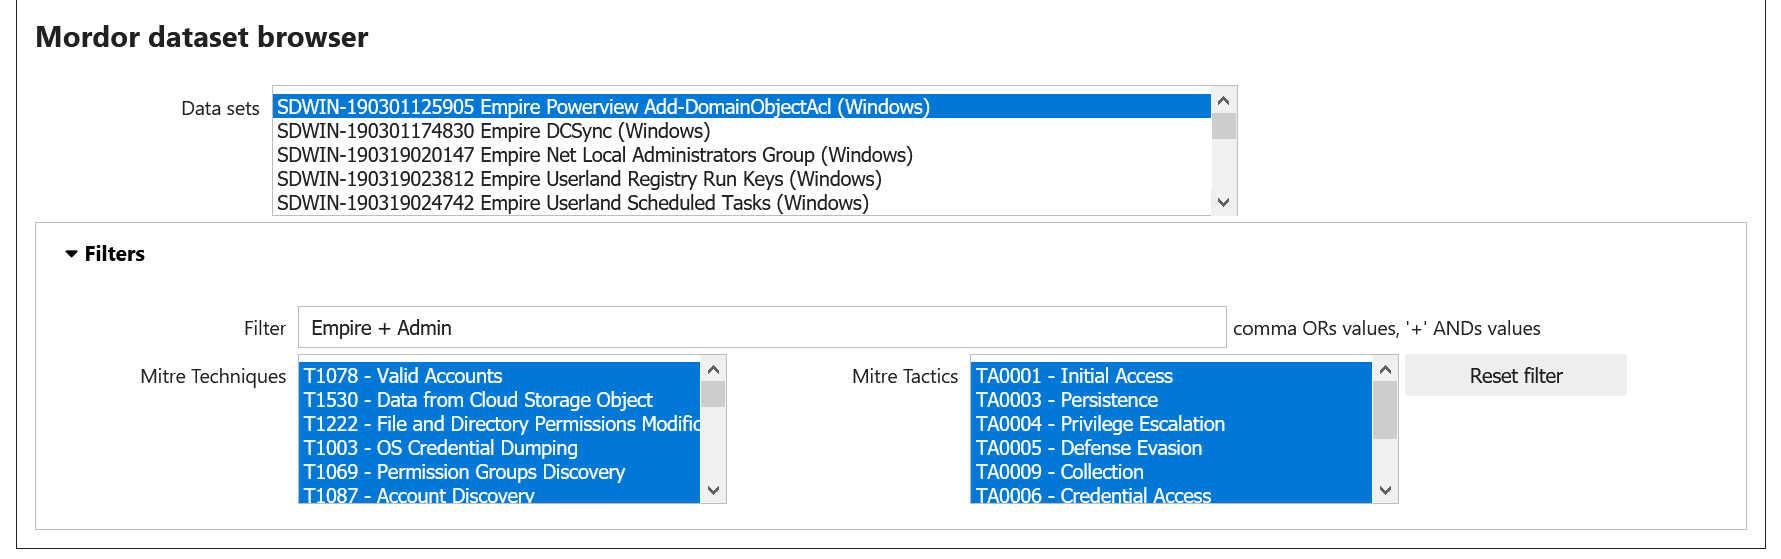 Mordor dataset browser
Data sets
SDWIN-190301125905 Empire Powerview Add-DomainObjectAcl (Windows)
SDWIN-190301174830 Empire DCSync (Windows)
SDWIN-190319020147 Empire Net Local Administrators Group (Windows)
SDWIN-190319023812 Empire Userland Registry Run Keys (Windows)
SDWIN-190319024742 Empire Userland Scheduled Tasks (Windows)
Filters
Filter Empire + Admin comma ORs values, '+' ANDs values
Mitre Techniques
T1078 - Valid Accounts
T1530 - Data from Cloud Storage Object
T1222 - File and Directory Permissions Modific
T1003 - OS Credential Dumping
T1069 - Permission Groups Discovery
T1087 - Account Discovery
Mitre Tactics
TA0001 - Initial Access
TA0003 - Persistence
TA0004 - Privilege Escalation
TA0005 - Defense Evasion
TA0009 - Collection
TA0006 - Credential Access
Reset filter